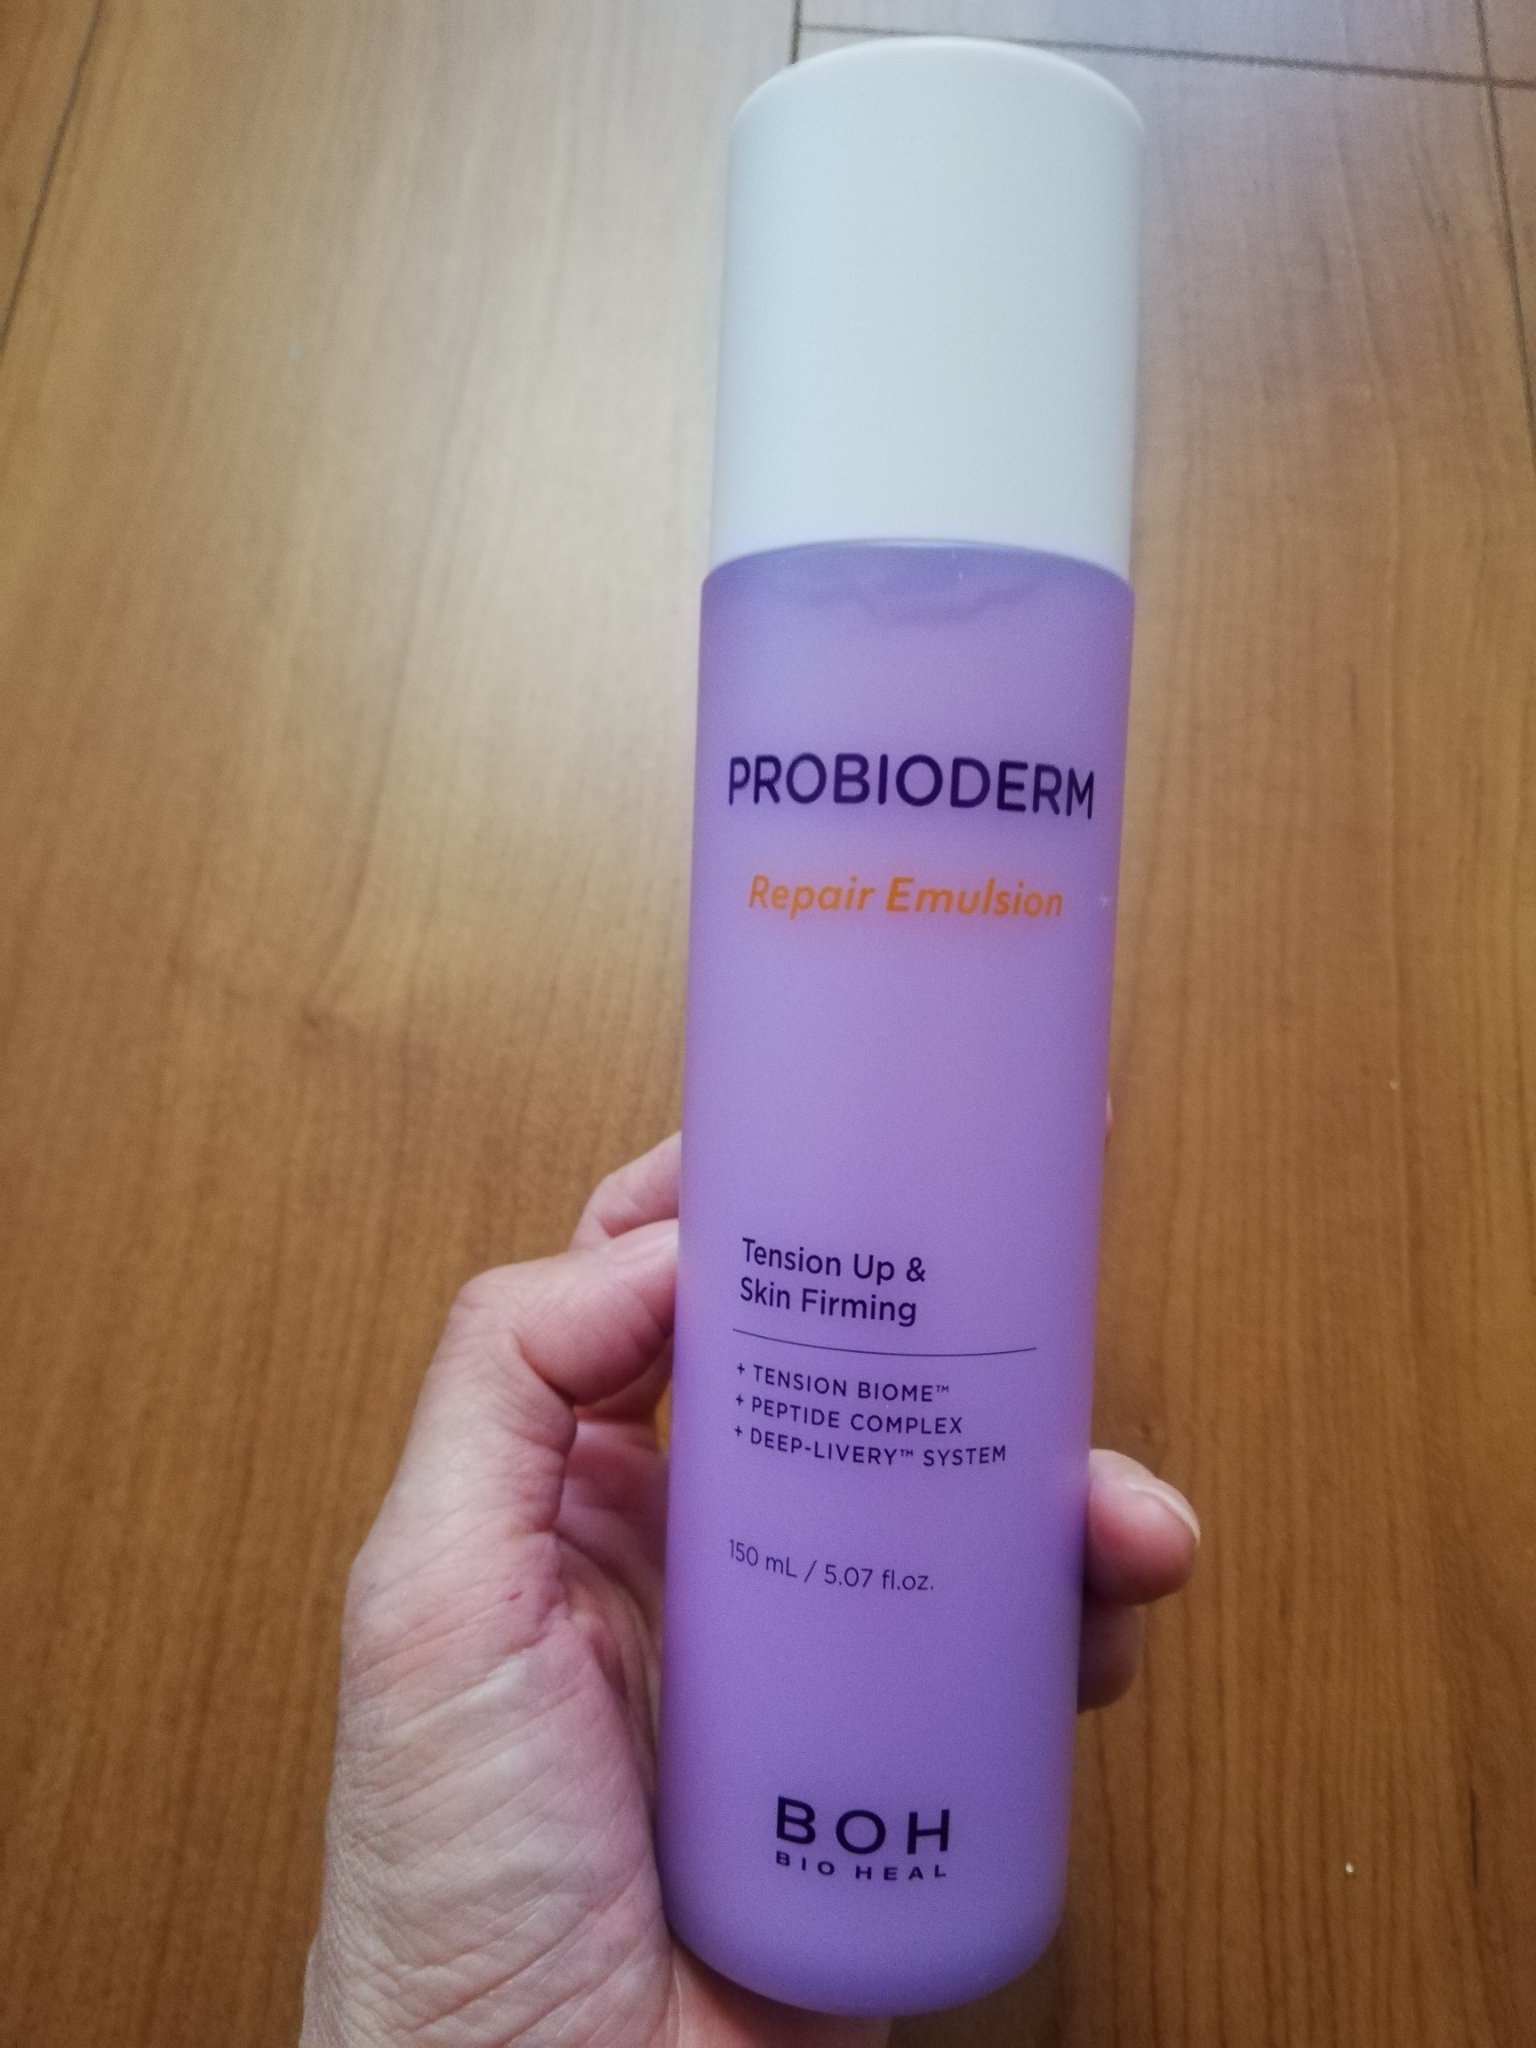 PROBIODERM
Repair Emulsion
Tension Up &
Skin Firming
+ TENSION BIOME™
+ PEPTIDE COMPLEX
+ DEEP-LIVERY™ SYSTEM
150 mL / 5.07 fl.oz.
BOH
BIO HEAL